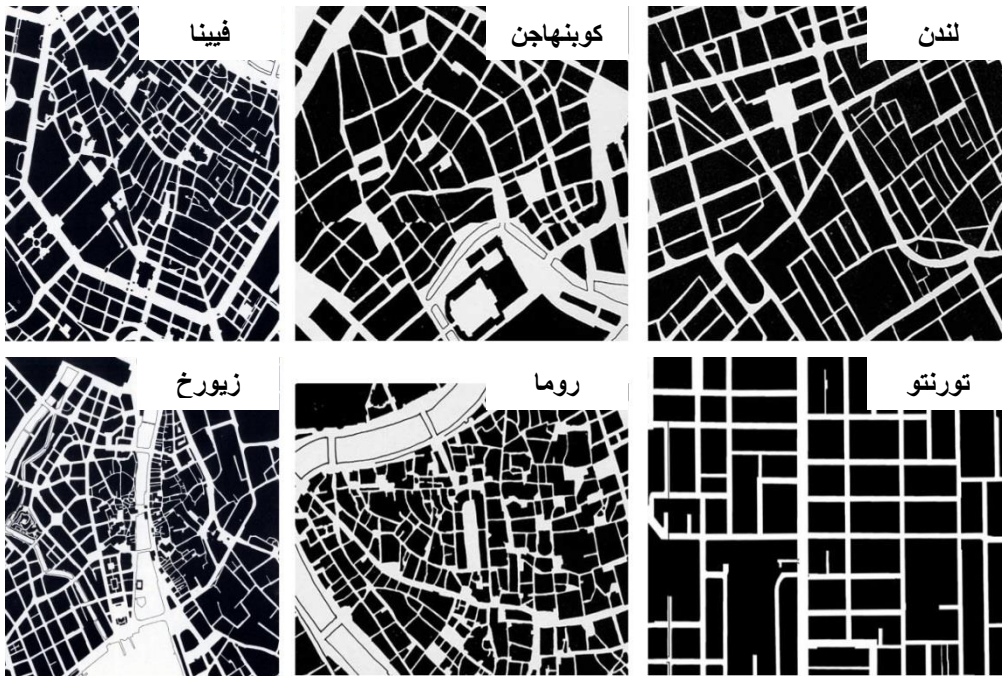 لندن
كوبنهاجن
فيينا
تورنتو
روما
زيورخ